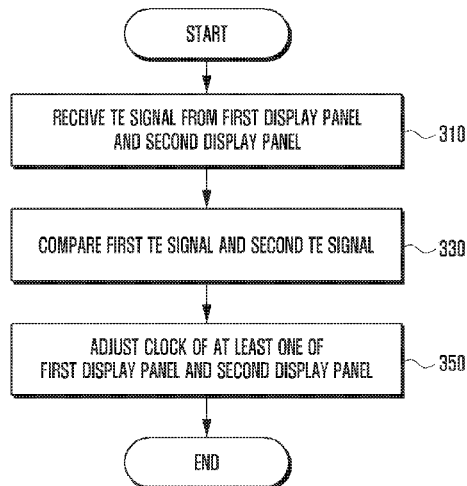 START
RECEIVE TE SIGNAL FROM FIRST DISPLAY PANEL
AND SECOND DISPLAY PANEL
310
COMPARE FIRST TE SIGNAL AND SECOND TE SIGNAL
330
ADJUST CLOCK OF AT LEAST ONE OF
FIRST DISPLAY PANEL AND SECOND DISPLAY PANEL
350
END